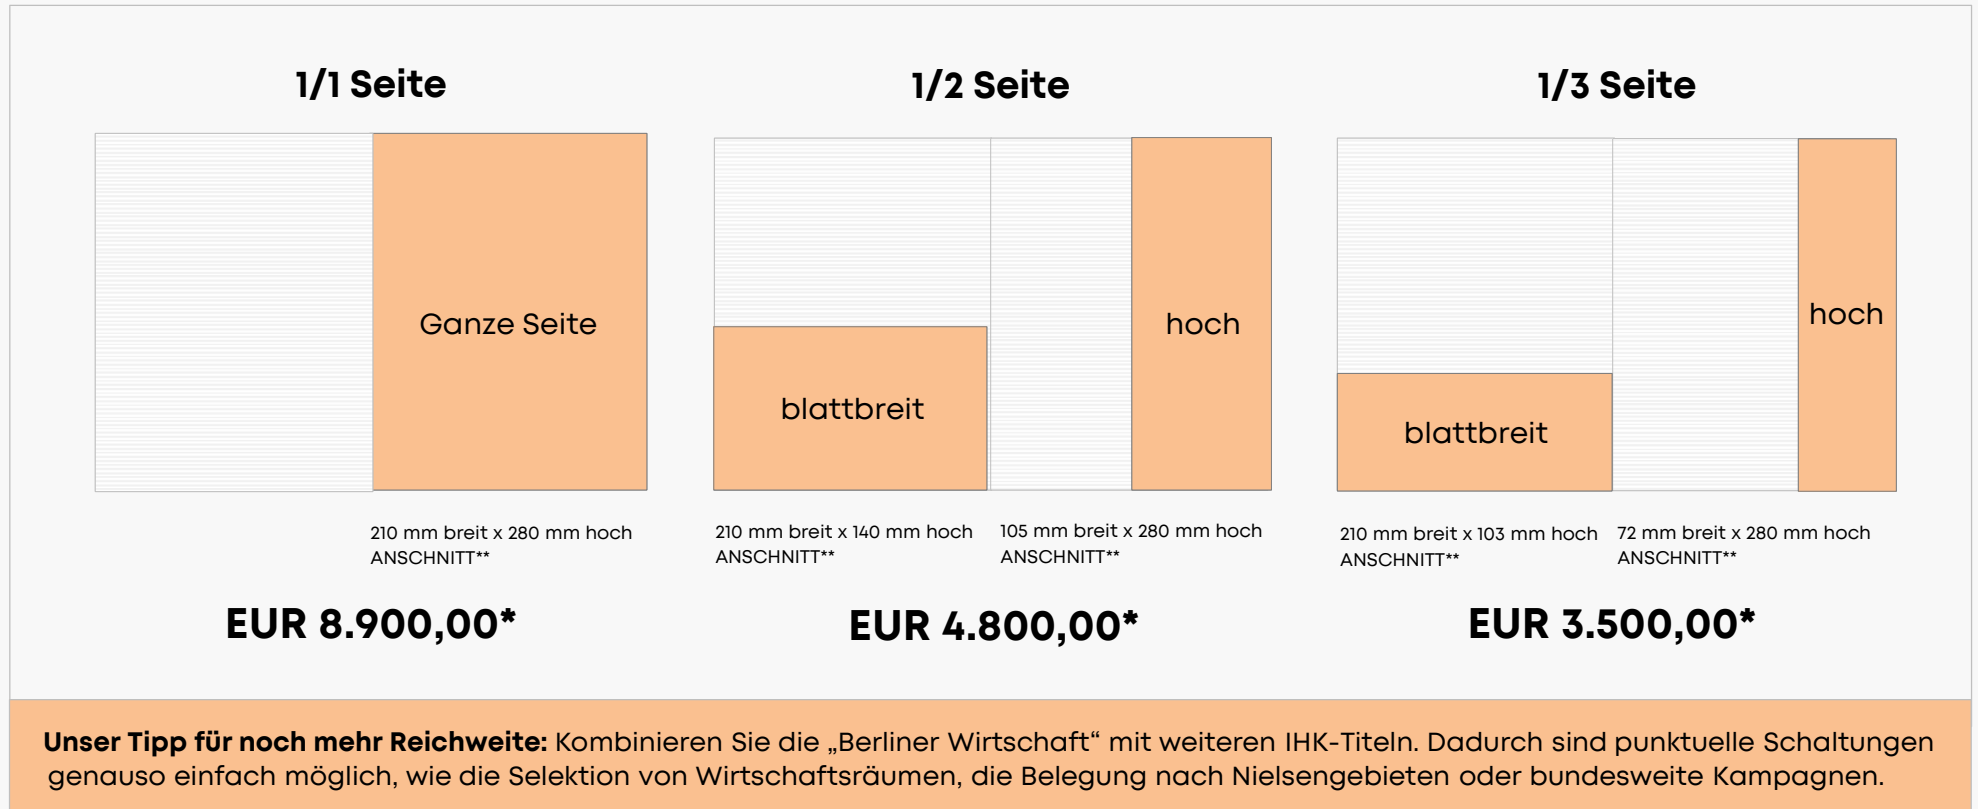 1/1 Seite
Ganze Seite
210 mm breit x 280 mm hoch
ANSCHNITT**
EUR 8.900,00*
1/2 Seite
blattbreit
hoch
210 mm breit x 140 mm hoch
ANSCHNITT**
105 mm breit x 280 mm hoch
ANSCHNITT**
EUR 4.800,00*
1/3 Seite
blattbreit
hoch
210 mm breit x 103 mm hoch
ANSCHNITT**
72 mm breit x 280 mm hoch
ANSCHNITT**
EUR 3.500,00*
Unser Tipp für noch mehr Reichweite: Kombinieren Sie die „Berliner Wirtschaft“ mit weiteren IHK-Titeln. Dadurch sind punktuelle Schaltungen
genauso einfach möglich, wie die Selektion von Wirtschaftsräumen, die Belegung nach Nielsengebieten oder bundesweite Kampagnen.